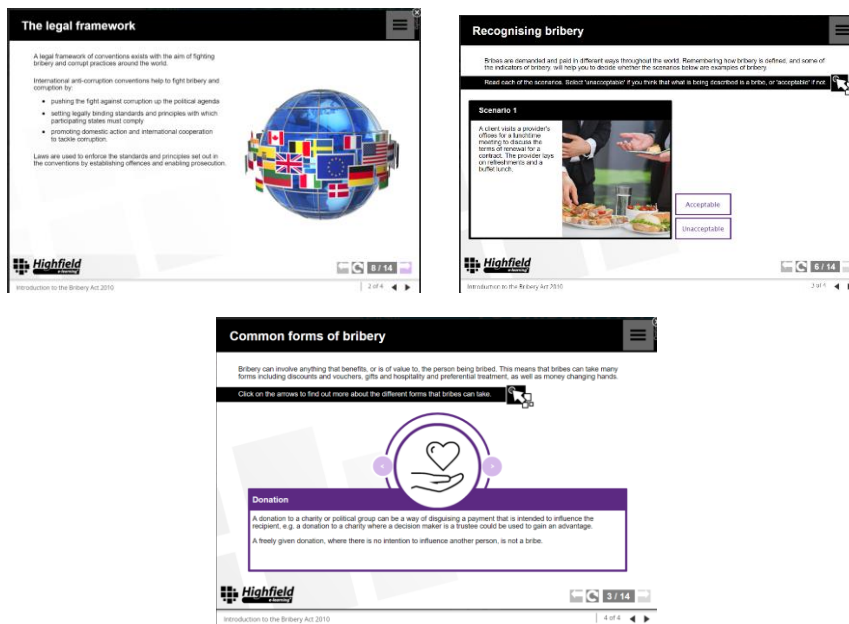 The legal framework
A legal framework of conventions exists with the aim of fighting
bribery and corrupt practices around the world.
International anti-corruption conventions help to fight bribery and
corruption by:
• pushing the fight against corruption up the political agenda
• setting legally binding standards and principles with which
participating states must comply
• promoting domestic action and international cooperation
to tackle corruption.
Laws are used to enforce the standards and principles set out in
the conventions by establishing offences and enabling prosecution.
Highfield
e-learning
8 / 14
Introduction to the Bribery Act 2010
2 of 4
Recognising bribery
Bribes are demanded and paid in different ways throughout the world. Remembering how bribery is defined, and some of
the indicators of bribery, will help you to decide whether the scenarios below are examples of bribery.
Read each of the scenarios. Select 'unacceptable' if you think that what is being described is a bribe, or 'acceptable' if not.
Scenario 1
A client visits a provider's
offices for a lunchtime
meeting to discuss the
terms of renewal for a
contract. The provider lays
on refreshments and a
buffet lunch.
Acceptable
Unacceptable
Highfield
e-learning
6 / 14
Introduction to the Bribery Act 2010
2 of 4
Common forms of bribery
Bribery can involve anything that benefits, or is of value to, the person being bribed. This means that bribes can take many
forms including discounts and vouchers, gifts and hospitality and preferential treatment, as well as money changing hands.
Click on the arrows to find out more about the different forms that bribes can take.
Donation
A donation to a charity or political group can be a way of disguising a payment that is intended to influence the
recipient, e.g. a donation to a charity where a decision maker is a trustee could be used to gain an advantage.
A freely given donation, where there is no intention to influence another person, is not a bribe.
Highfield
e-learning
3 / 14
Introduction to the Bribery Act 2010
4 of 4